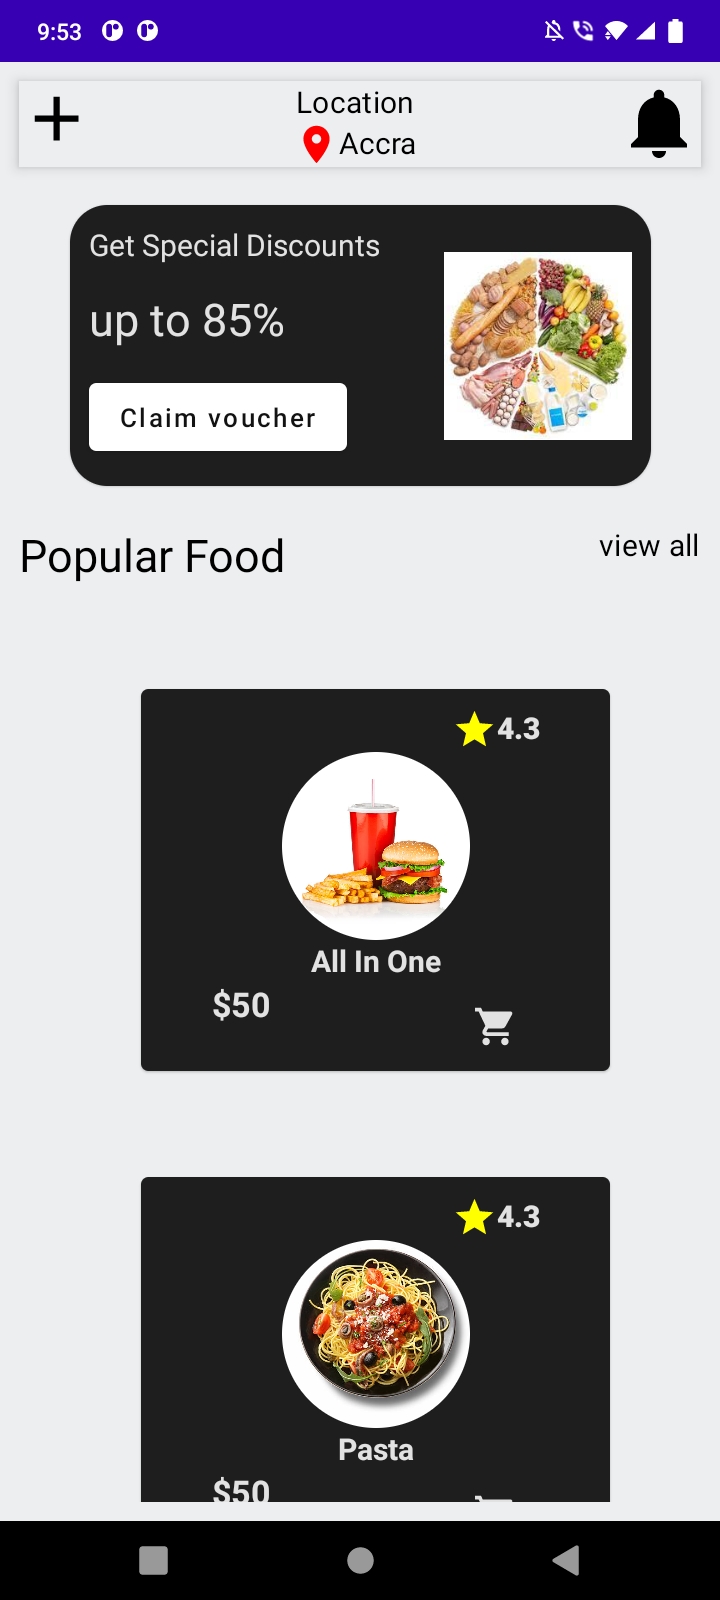 9:53
Location
Accra
Get Special Discounts
up to 85%
Claim voucher
Popular Food
view all
4.3
All In One
$50
4.3
Pasta
$50